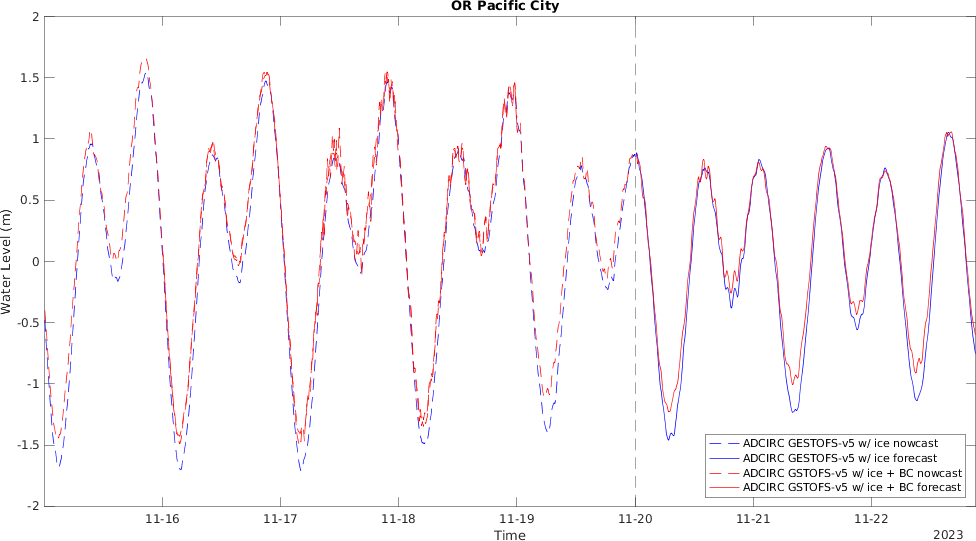 OR Pacific City
2
1.5
1
0.5
0
-0.5
-1
-1.5
-2
Water Level (m)
11-16 11-17 11-18 11-19 11-20 11-21 11-22
Time
2023
ADCIRC GESTOFS-v5 w/ ice nowcast
ADCIRC GESTOFS-v5 w/ ice forecast
ADCIRC GSTOFS-v5 w/ ice + BC nowcast
ADCIRC GSTOFS-v5 w/ ice + BC forecast